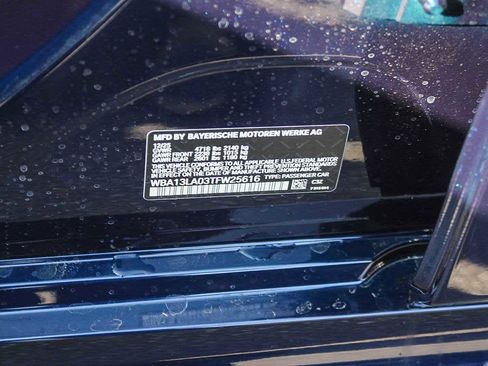 MFD BY BAYERISCHE MOTOREN WERKE AG
12/25
GVWR 4718 lbs 2140 kg
GAWR FRONT 2238 lbs 1015 kg
GAWR REAR 2601 lbs 1180 kg
THIS VEHICLE CONFORMS TO ALL APPLICABLE U.S. FEDERAL MOTOR
VEHICLE SAFETY, BUMPER, AND THEFT PREVENTION STANDARDS
IN EFFECT ON THE DATE OF MANUFACTURE SHOWN ABOVE.
WBA13LA03TFW25616 TYPE: PASSENGER CAR
C3Z